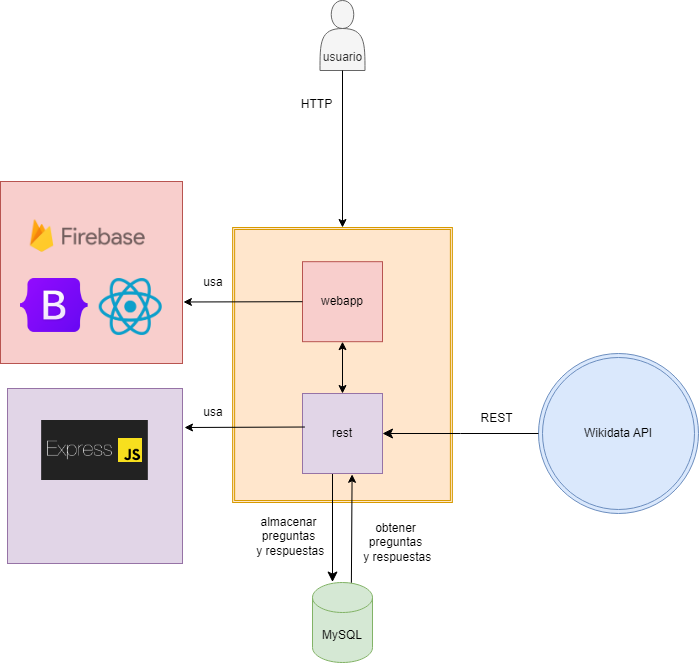 usuario
HTTP
Firebase
B
usa
webapp
usa
Express
JS
rest
REST
Wikidata API
almacenar
preguntas
y respuestas
obtener
preguntas
y respuestas
MySQL